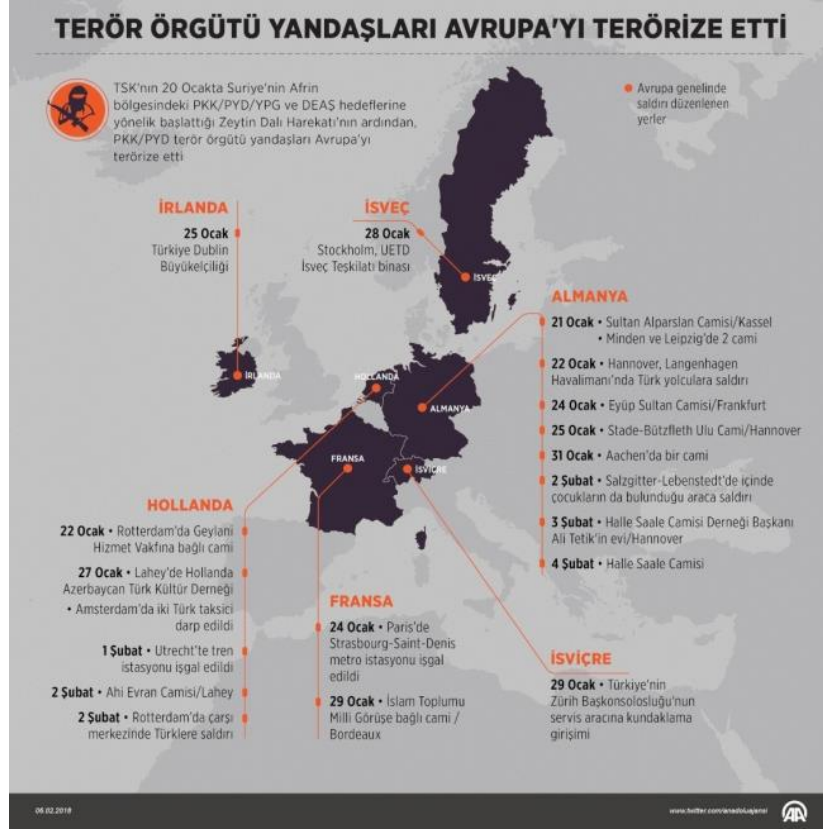 TERÖR ÖRGÜTÜ YANDAŞLARI AVRUPA'YI TERÖRİZE ETTİ
TSK'nın 20 Ocakta Suriye'nin Afrin
bölgesindeki PKK/PYD/YPG ve DEAŞ hedeflerine
yönelik başlattığı Zeytin Dalı Harekatı'nın ardından,
PKK/PYD terör örgütü yandaşları Avrupa'yı
terörize etti
Avrupa genelinde
saldırı düzenlenen
yerler
İRLANDA
25 Ocak
Türkiye Dublin
Büyükelçiliği
İSVEÇ
28 Ocak
Stockholm, UETD
İsveç Teşkilatı binası
İSVEÇ
İRLANDA
HOLLANDA
ALMANYA
FRANSA
İSVİÇRE
ALMANYA
21 Ocak • Sultan Alparslan Camisi/Kassel
• Minden ve Leipzig'de 2 cami
22 Ocak • Hannover, Langenhagen
Havalimanı'nda Türk yolculara saldırı
24 Ocak • Eyüp Sultan Camisi/Frankfurt
25 Ocak • Stade-Bützfleth Ulu Cami/Hannover
31 Ocak • Aachen'da bir cami
2 Şubat • Salzgitter-Lebenstedt'de içinde
çocukların da bulunduğu araca saldırı
3 Şubat • Halle Saale Camisi Derneği Başkanı
Ali Tetik'in evi/Hannover
4 Şubat • Halle Saale Camisi
HOLLANDA
22 Ocak • Rotterdam'da Geylani
Hizmet Vakfına bağlı cami
27 Ocak • Lahey'de Hollanda
Azerbaycan Türk Kültür Derneği
• Amsterdam'da iki Türk taksici
darp edildi
1 Şubat • Utrecht'te tren
istasyonu işgal edildi
2 Şubat • Ahi Evran Camisi/Lahey
2 Şubat • Rotterdam'da çarşı
merkezinde Türklere saldırı
FRANSA
24 Ocak • Paris'de
Strasbourg-Saint-Denis
metro istasyonu işgal
edildi
29 Ocak • İslam Toplumu
Milli Görüşe bağlı cami /
Bordeaux
İSVİÇRE
29 Ocak • Türkiye'nin
Zürih Başkonsolosluğu'nun
servis aracına kundaklama
girişimi
06.02.2018
www.twitter.com/anadoluajansi
AA